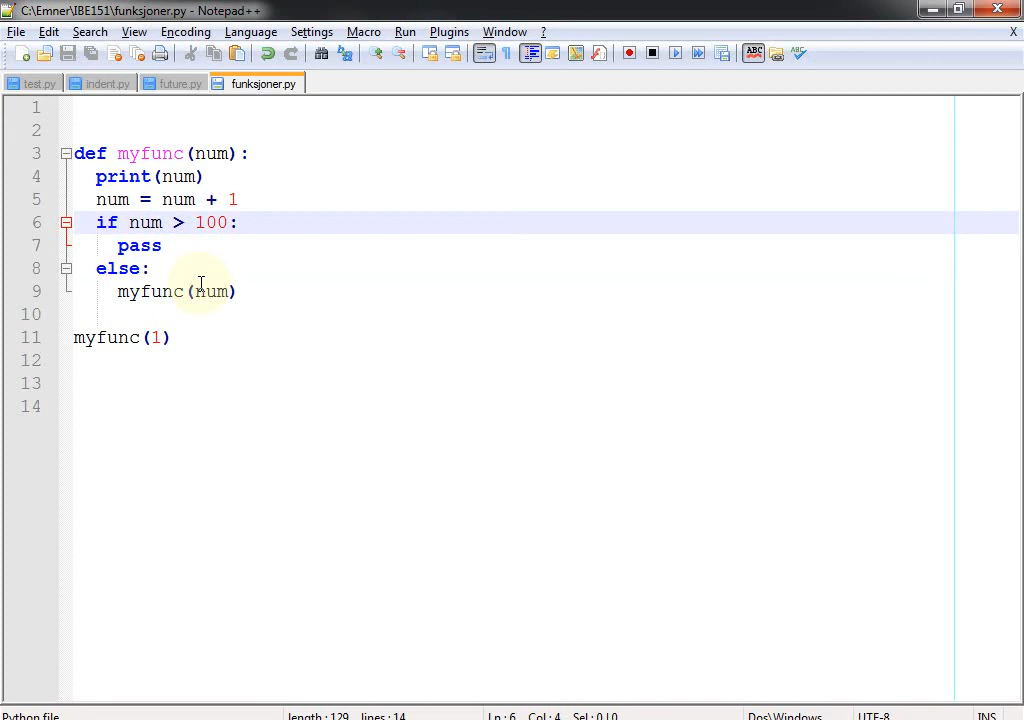 C:\Emner\IBE151\funksjoner.py - Notepad++
File Edit Search View Encoding Language Settings Macro Run Plugins Window ? X
ABC ABC
test.py indent.py future.py funksjoner.py
1
2
3 def myfunc(num):
4 print(num)
5 num = num + 1
6 if num > 100:
7 pass
8 else:
9 myfunc(num)
10
11 myfunc(1)
12
13
14
Python file length : 129 lines : 14 Ln : 6 Col : 4 Sel : 0 | 0 Dos\Windows UTF-8 INS